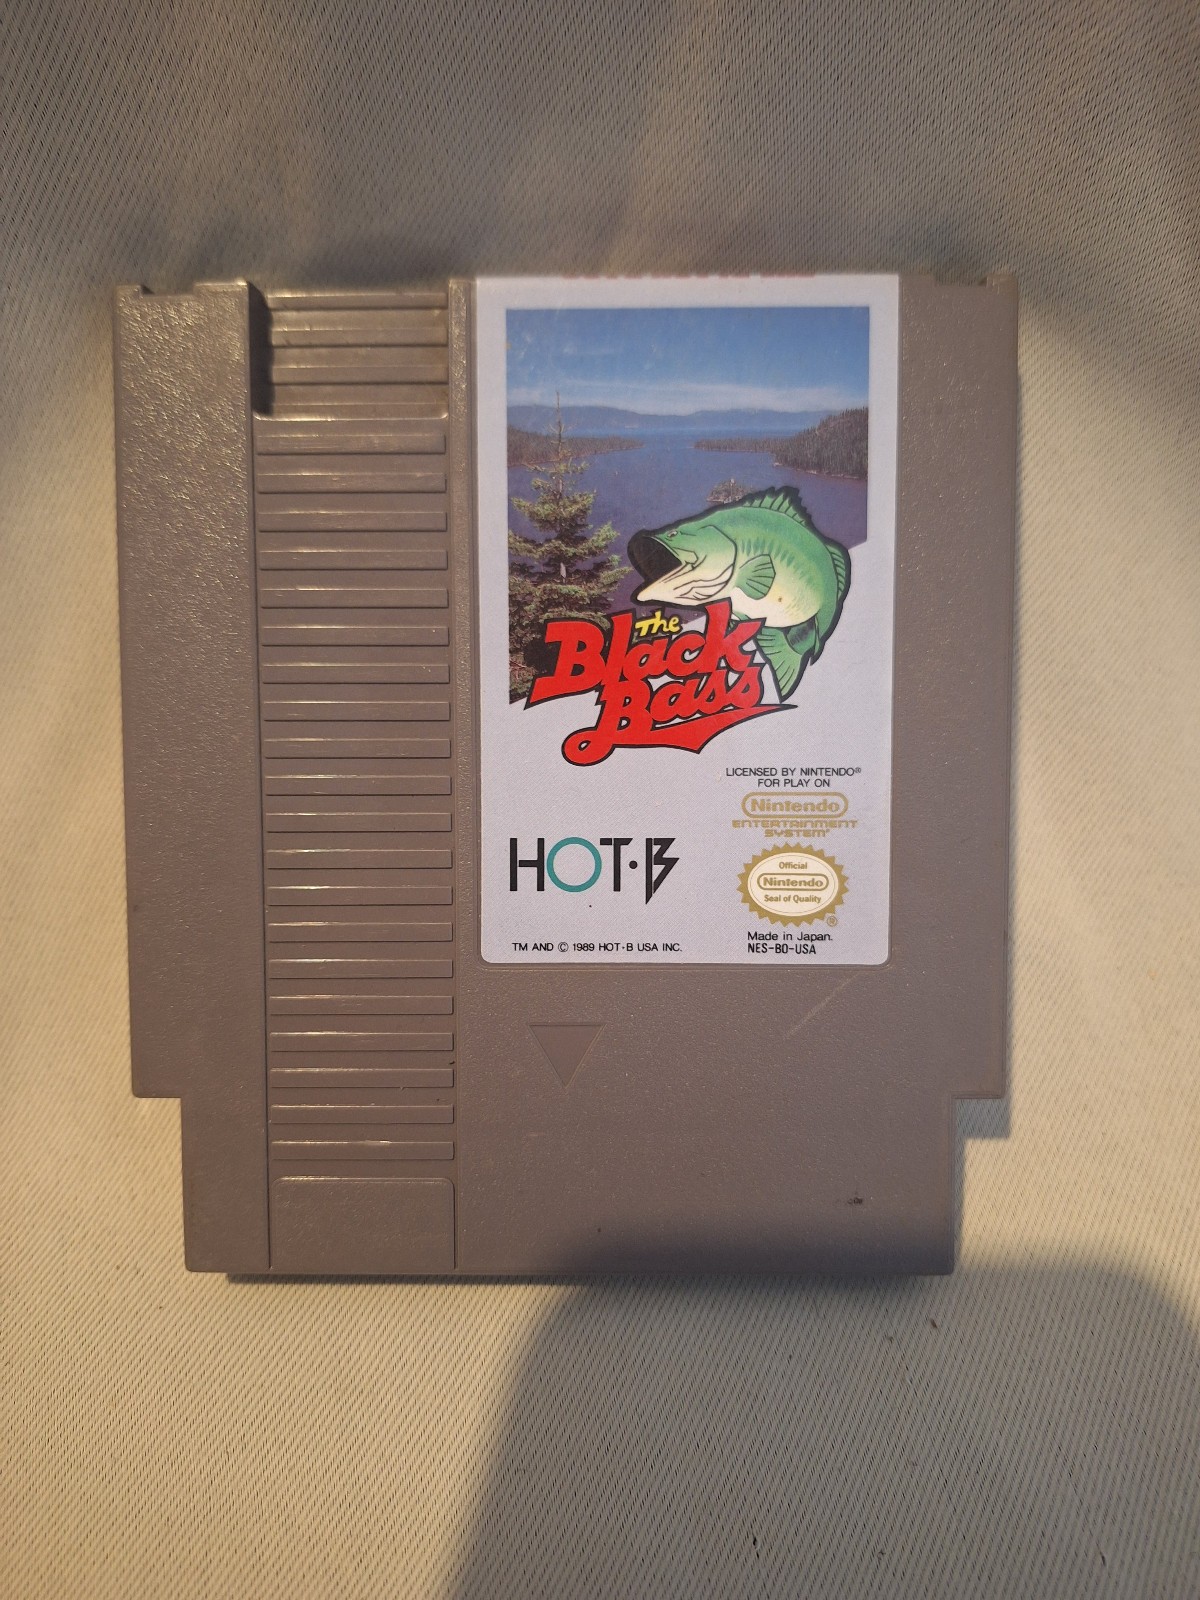 The
Black
Bass
LICENSED BY NINTENDO®
FOR PLAY ON
Nintendo
ENTERTAINMENT
SYSTEM®
HOT·B
Official
Nintendo
Seal of Quality
®
TM AND © 1989 HOT-B USA INC.
Made in Japan.
NES-BO-USA